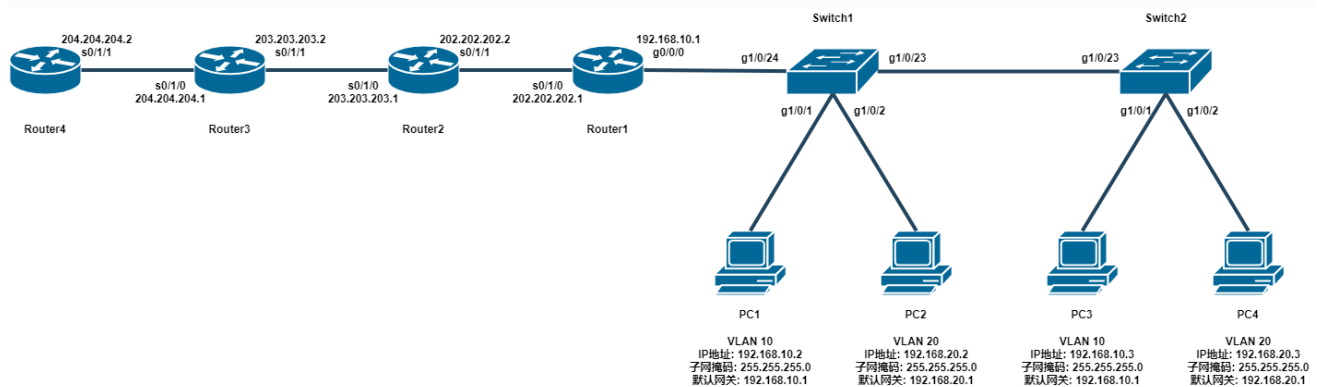 Switch1
Switch2
204.204.204.2
s0/1/1
203.203.203.2
s0/1/1
202.202.202.2
s0/1/1
192.168.10.1
g0/0/0
g1/0/24
g1/0/23
g1/0/23
s0/1/0
204.204.204.1
s0/1/0
203.203.203.1
s0/1/0
202.202.202.1
g1/0/1
g1/0/2
g1/0/1
g1/0/2
Router4
Router3
Router2
Router1
PC1
PC2
PC3
PC4
VLAN 10
IP地址: 192.168.10.2
子网掩码: 255.255.255.0
默认网关: 192.168.10.1
VLAN 20
IP地址: 192.168.20.2
子网掩码: 255.255.255.0
默认网关: 192.168.20.1
VLAN 10
IP地址: 192.168.10.3
子网掩码: 255.255.255.0
默认网关: 192.168.10.1
VLAN 20
IP地址: 192.168.20.3
子网掩码: 255.255.255.0
默认网关: 192.168.20.1